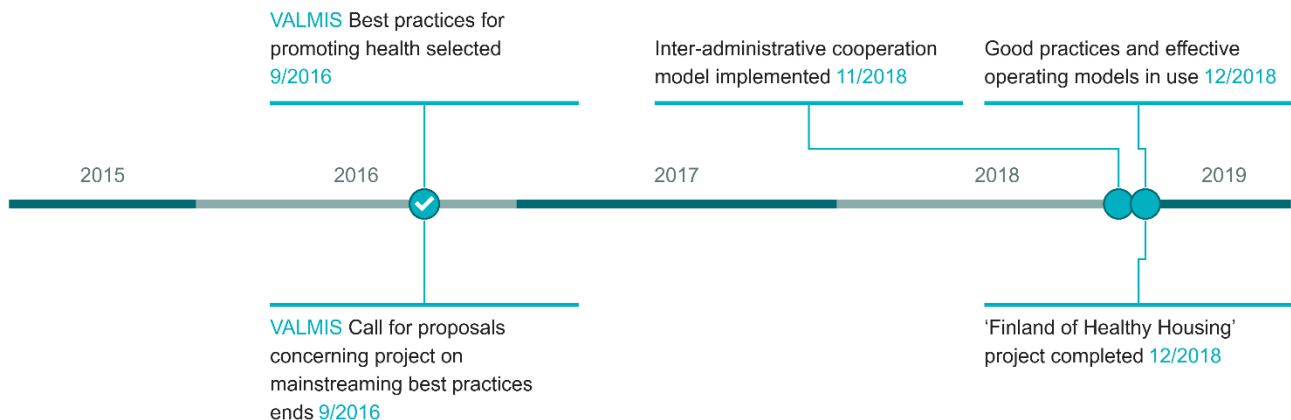 VALMIS Best practices for
promoting health selected
9/2016
Inter-administrative cooperation
model implemented 11/2018
Good practices and effective
operating models in use 12/2018
2015
2016
2017
2018
2019
VALMIS Call for proposals
concerning project on
mainstreaming best practices
ends 9/2016
‘Finland of Healthy Housing’
project completed 12/2018